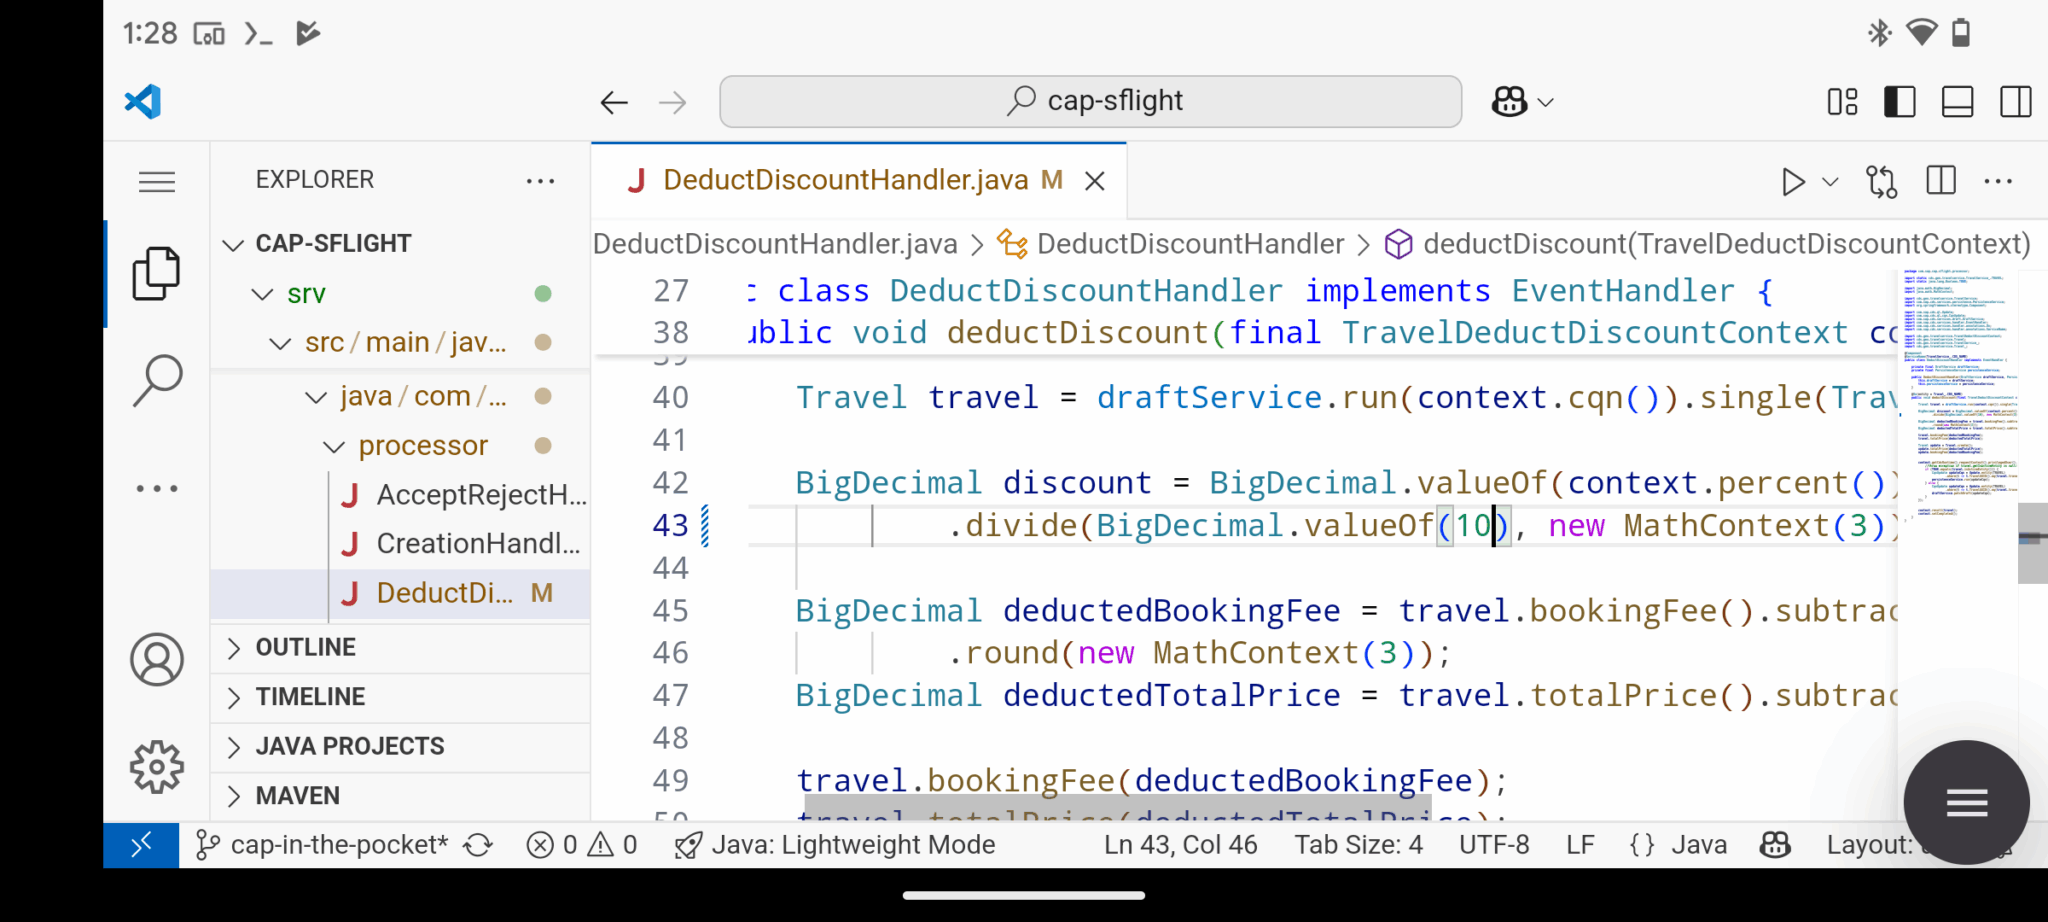 1:28
cap-sflight
EXPLORER
DeductDiscountHandler.java M
CAP-SFLIGHT
DeductDiscountHandler.java > DeductDiscountHandler > deductDiscount(TravelDeductDiscountContext)
srv
src / main / jav...
java / com / ...
processor
AcceptRejectH...
CreationHandl...
DeductDi... M
OUTLINE
TIMELINE
JAVA PROJECTS
MAVEN
27 c class DeductDiscountHandler implements EventHandler {
38 ublic void deductDiscount(final TravelDeductDiscountContext co
39
40 Travel travel = draftService.run(context.cqn()).single(Trav
41
42 BigDecimal discount = BigDecimal.valueOf(context.percent())
43 .divide(BigDecimal.valueOf(10), new MathContext(3))
44
45 BigDecimal deductedBookingFee = travel.bookingFee().subtrac
46 .round(new MathContext(3));
47 BigDecimal deductedTotalPrice = travel.totalPrice().subtrac
48
49 travel.bookingFee(deductedBookingFee);
50 travel.totalPrice(deductedTotalPrice);
cap-in-the-pocket* 0 0 Java: Lightweight Mode Ln 43, Col 46 Tab Size: 4 UTF-8 LF {} Java Layout: